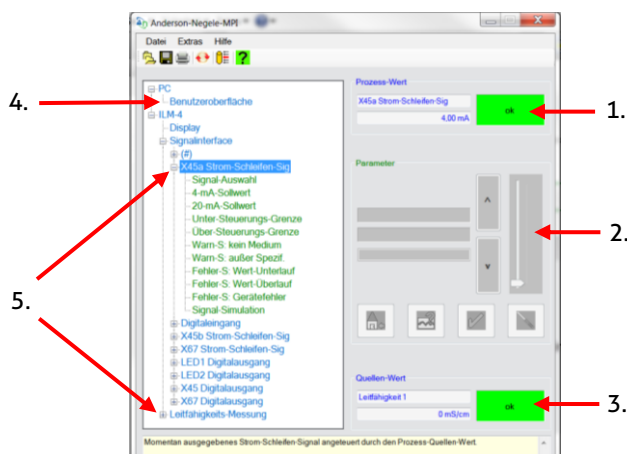 Anderson-Negele-MPI
Datei Extras Hilfe
?
4.
PC
Benutzeroberfläche
ILM-4
Display
Signalinterface
(#)
X45a Strom-Schleifen-Sig
Signal-Auswahl
4-mA-Sollwert
20-mA-Sollwert
Unter-Steuerungs-Grenze
Über-Steuerungs-Grenze
Warn-S: kein Medium
Warn-S: außer Spezif.
Fehler-S: Wert-Unterlauf
Fehler-S: Wert-Überlauf
Fehler-S: Gerätefehler
Signal-Simulation
Digitaleingang
X45b Strom-Schleifen-Sig
X67 Strom-Schleifen-Sig
LED1 Digitalausgang
LED2 Digitalausgang
X45 Digitalausgang
X67 Digitalausgang
Leitfähigkeits-Messung
5.
Prozess-Wert
X45a Strom-Schleifen-Sig
4,00 mA
ok
1.
Parameter
2.
Quellen-Wert
Leitfähigkeit 1
0 mS/cm
ok
3.
Momentan ausgegebenes Strom-Schleifen-Signal angesteuert durch den Prozess-Quellen-Wert.